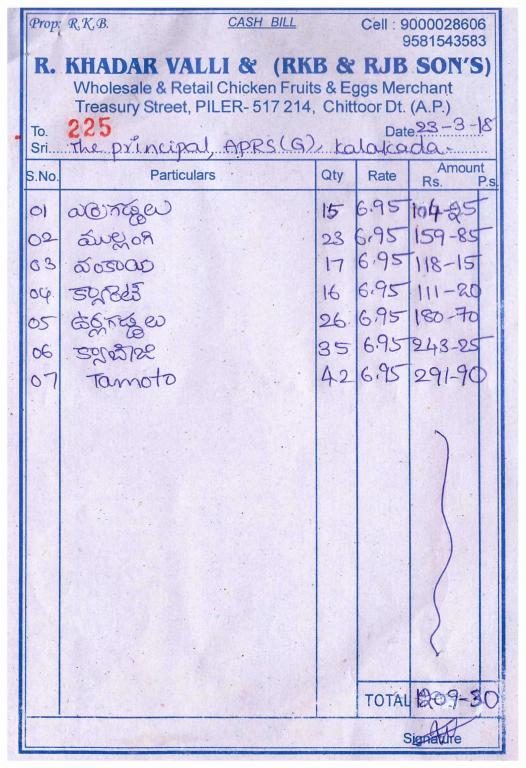 Prop: R.K.B. CASH BILL Cell : 9000028606
9581543583
R. KHADAR VALLI & (RKB & RJB SON'S)
Wholesale & Retail Chicken Fruits & Eggs Merchant
Treasury Street, PILER- 517 214, Chittoor Dt. (A.P.)
To. 225 Date 23-3-18
Sri The principal, APRS(G), Kalakada.
S.No. Particulars Qty Rate Amount
Rs. P.s.
01 ఎర్రగడ్డలు 15 6.95 104-25
02 ముల్లంగి 23 6.95 159-85
03 వంకాయ 17 6.95 118-15
04 క్యారెట్ 16 6.95 111-20
05 ఉర్లగడ్డలు 26 6.95 180-70
06 క్యాబేజి 35 6.95 243-25
07 Tamoto 42 6.95 291-90
TOTAL 1209-30
Signature